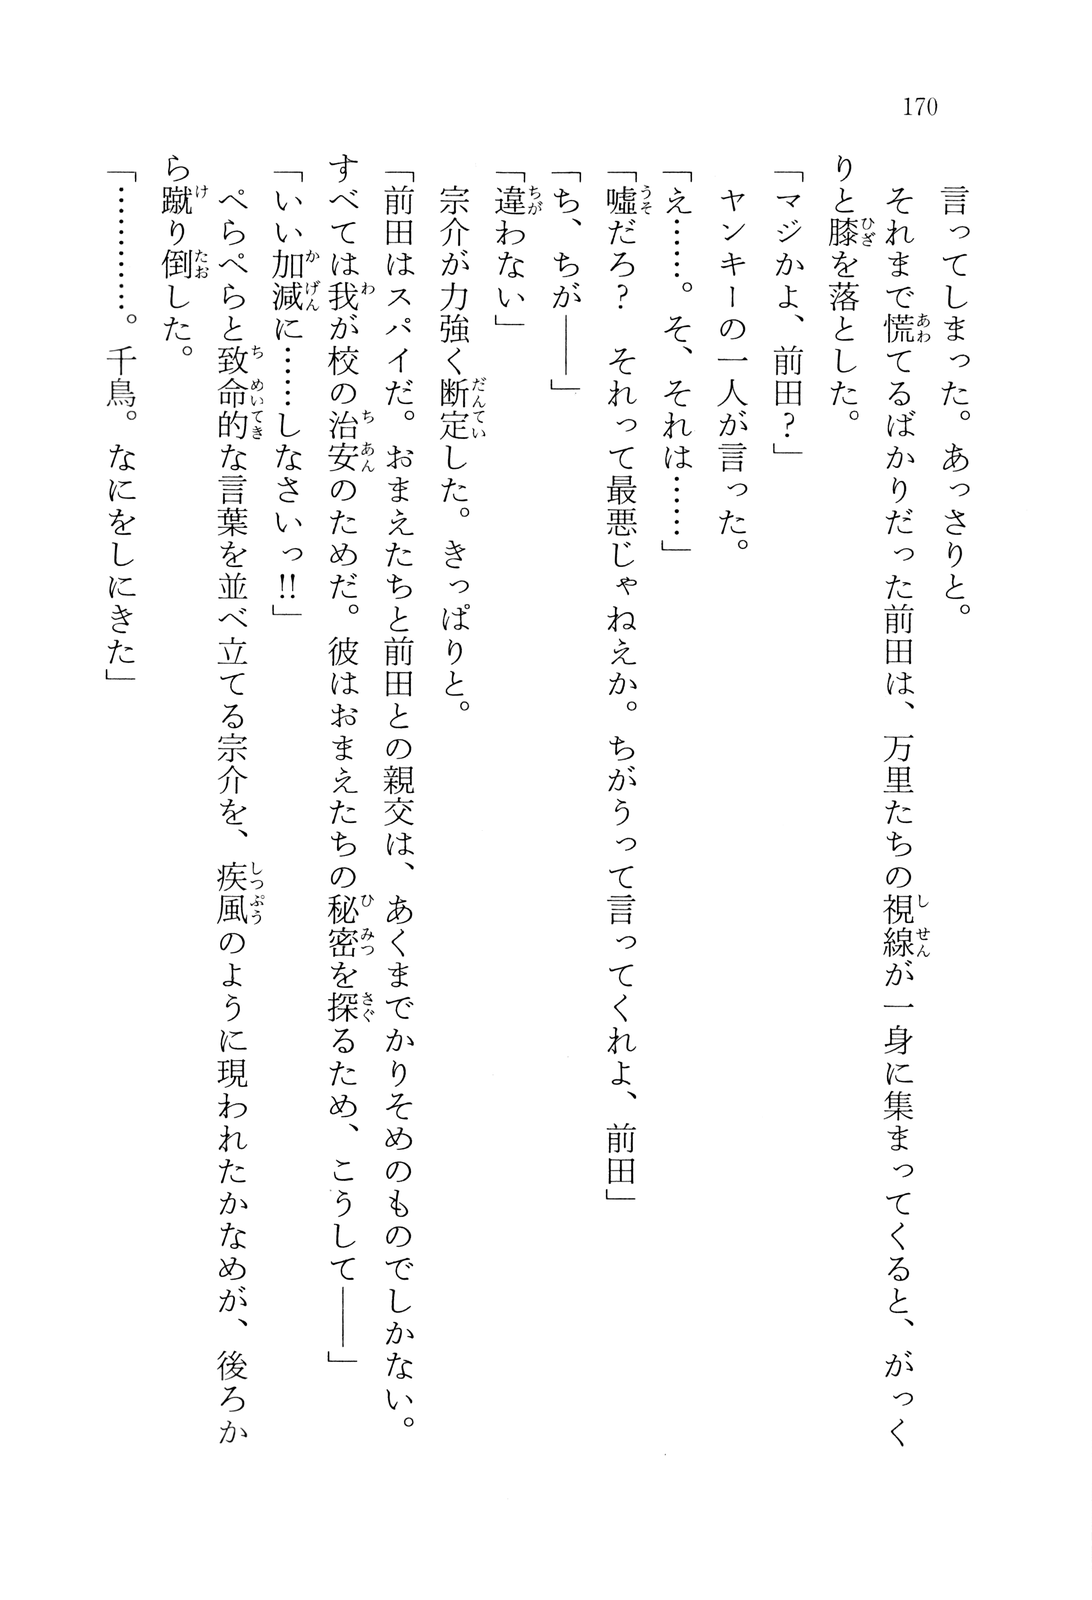 170
言ってしまった。あっさりと。
それまで慌てるばかりだった前田は、万里たちの視線が一身に集まってくると、がっく
りと膝を落とした。
「マジかよ、前田？」
ヤンキーの一人が言った。
「え……。そ、それは……」
「嘘だろ？　それって最悪じゃねえか。ちがうって言ってくれよ、前田」
「ち、ちが――」
「違わない」
宗介が力強く断定した。きっぱりと。
「前田はスパイだ。おまえたちと前田との親交は、あくまでかりそめのものでしかない。
すべては我が校の治安のためだ。彼はおまえたちの秘密を探るため、こうして――」
「いい加減に……しなさいっ!!」
ぺらぺらと致命的な言葉を並べ立てる宗介を、疾風のように現われたかなめが、後ろか
ら蹴り倒した。
「…………。千鳥。なにをしにきた」